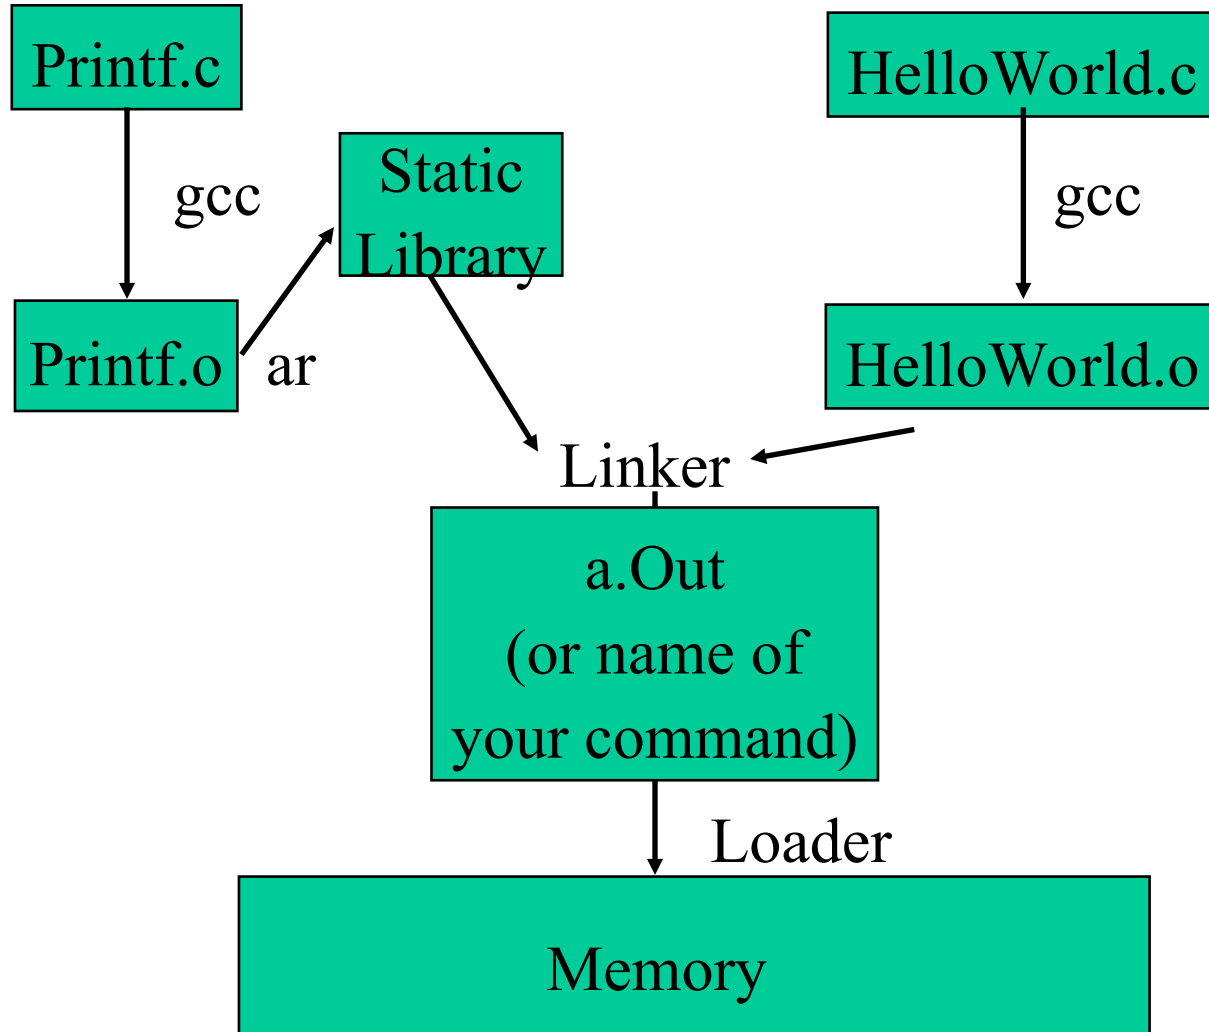 Printf.c
HelloWorld.c
Static
Library
gcc
gcc
Printf.o
ar
HelloWorld.o
Linker
a.Out
(or name of
your command)
Loader
Memory